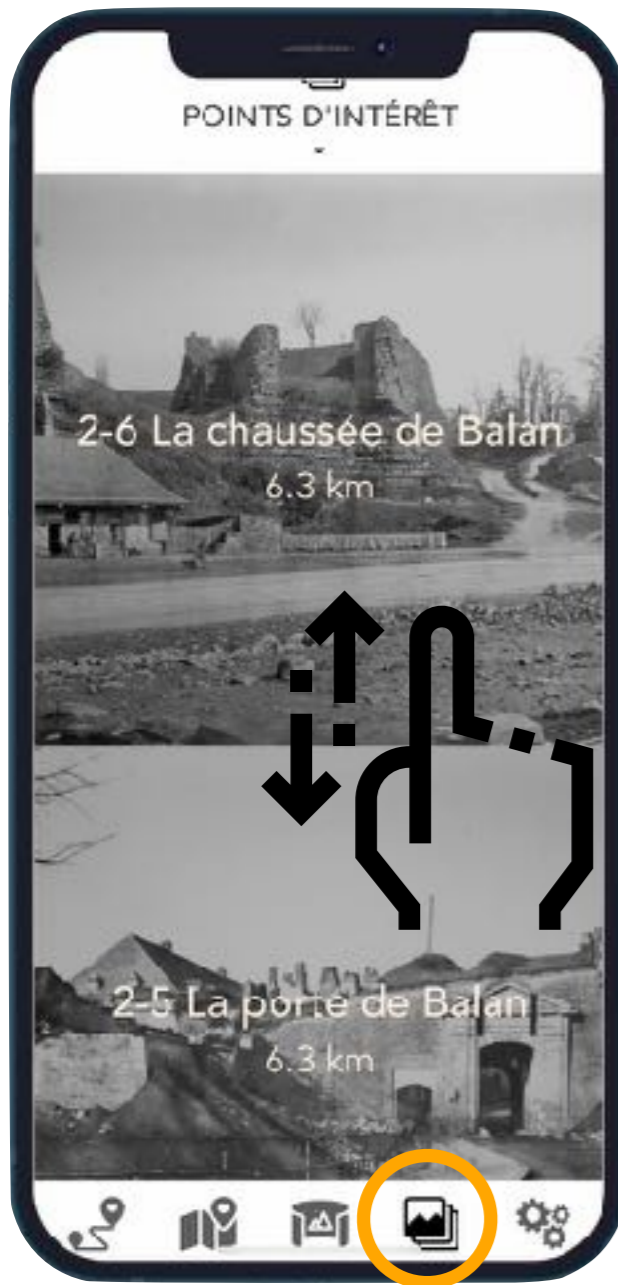 POINTS D'INTÉRÊT
2-6 La chaussée de Balan
6.3 km
2-5 La porte de Balan
6.3 km